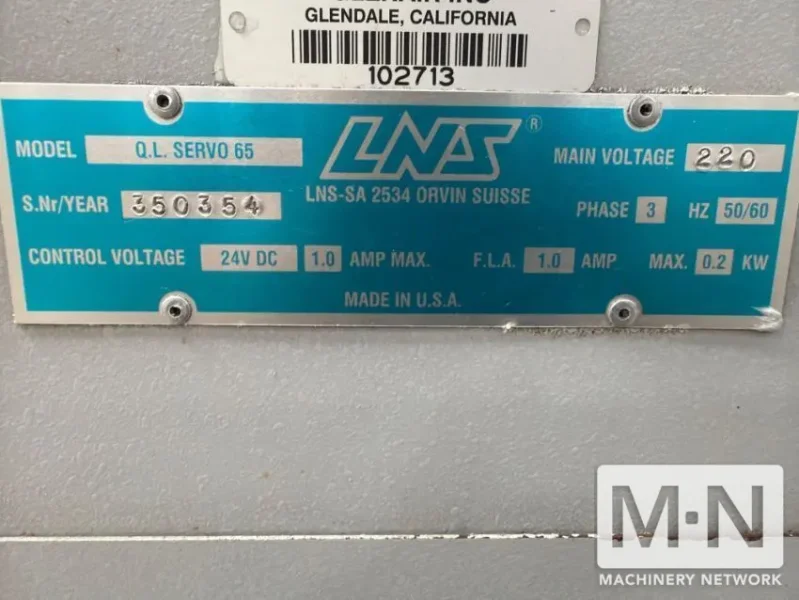 GLENDALE, CALIFORNIA
102713
MODEL Q.L. SERVO 65
LNS®
MAIN VOLTAGE 220
S.Nr/YEAR 350354
LNS-SA 2534 ORVIN SUISSE
PHASE 3 HZ 50/60
CONTROL VOLTAGE 24V DC 1.0 AMP MAX. F.L.A. 1.0 AMP MAX. 0.2 KW
MADE IN U.S.A.
M·N
MACHINERY NETWORK